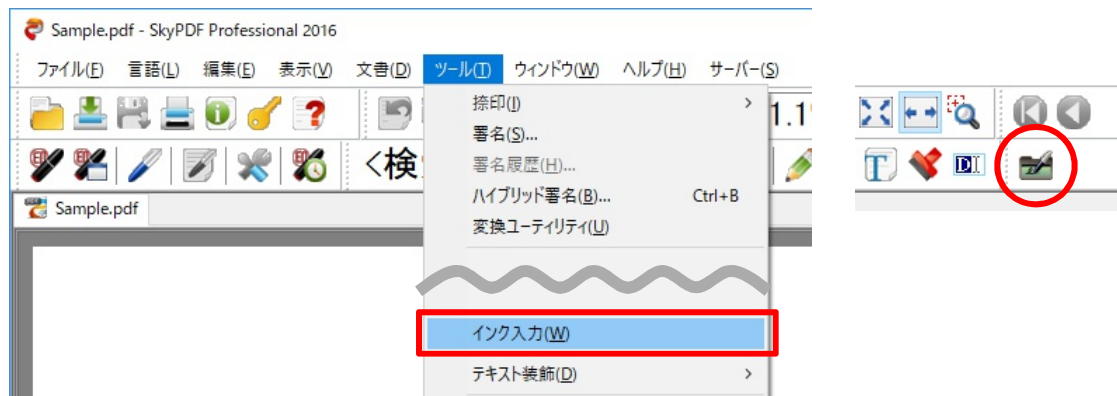 Sample.pdf - SkyPDF Professional 2016
ファイル(F) 言語(L) 編集(E) 表示(V) 文書(D) ツール(T) ウィンドウ(W) ヘルプ(H) サーバー(S)
捺印(I)
1.1
署名(S)...
署名履歴(H)...
<検
T
D
ハイブリッド署名(B)... Ctrl+B
Sample.pdf
変換ユーティリティ(U)
インク入力(W)
テキスト装飾(D)